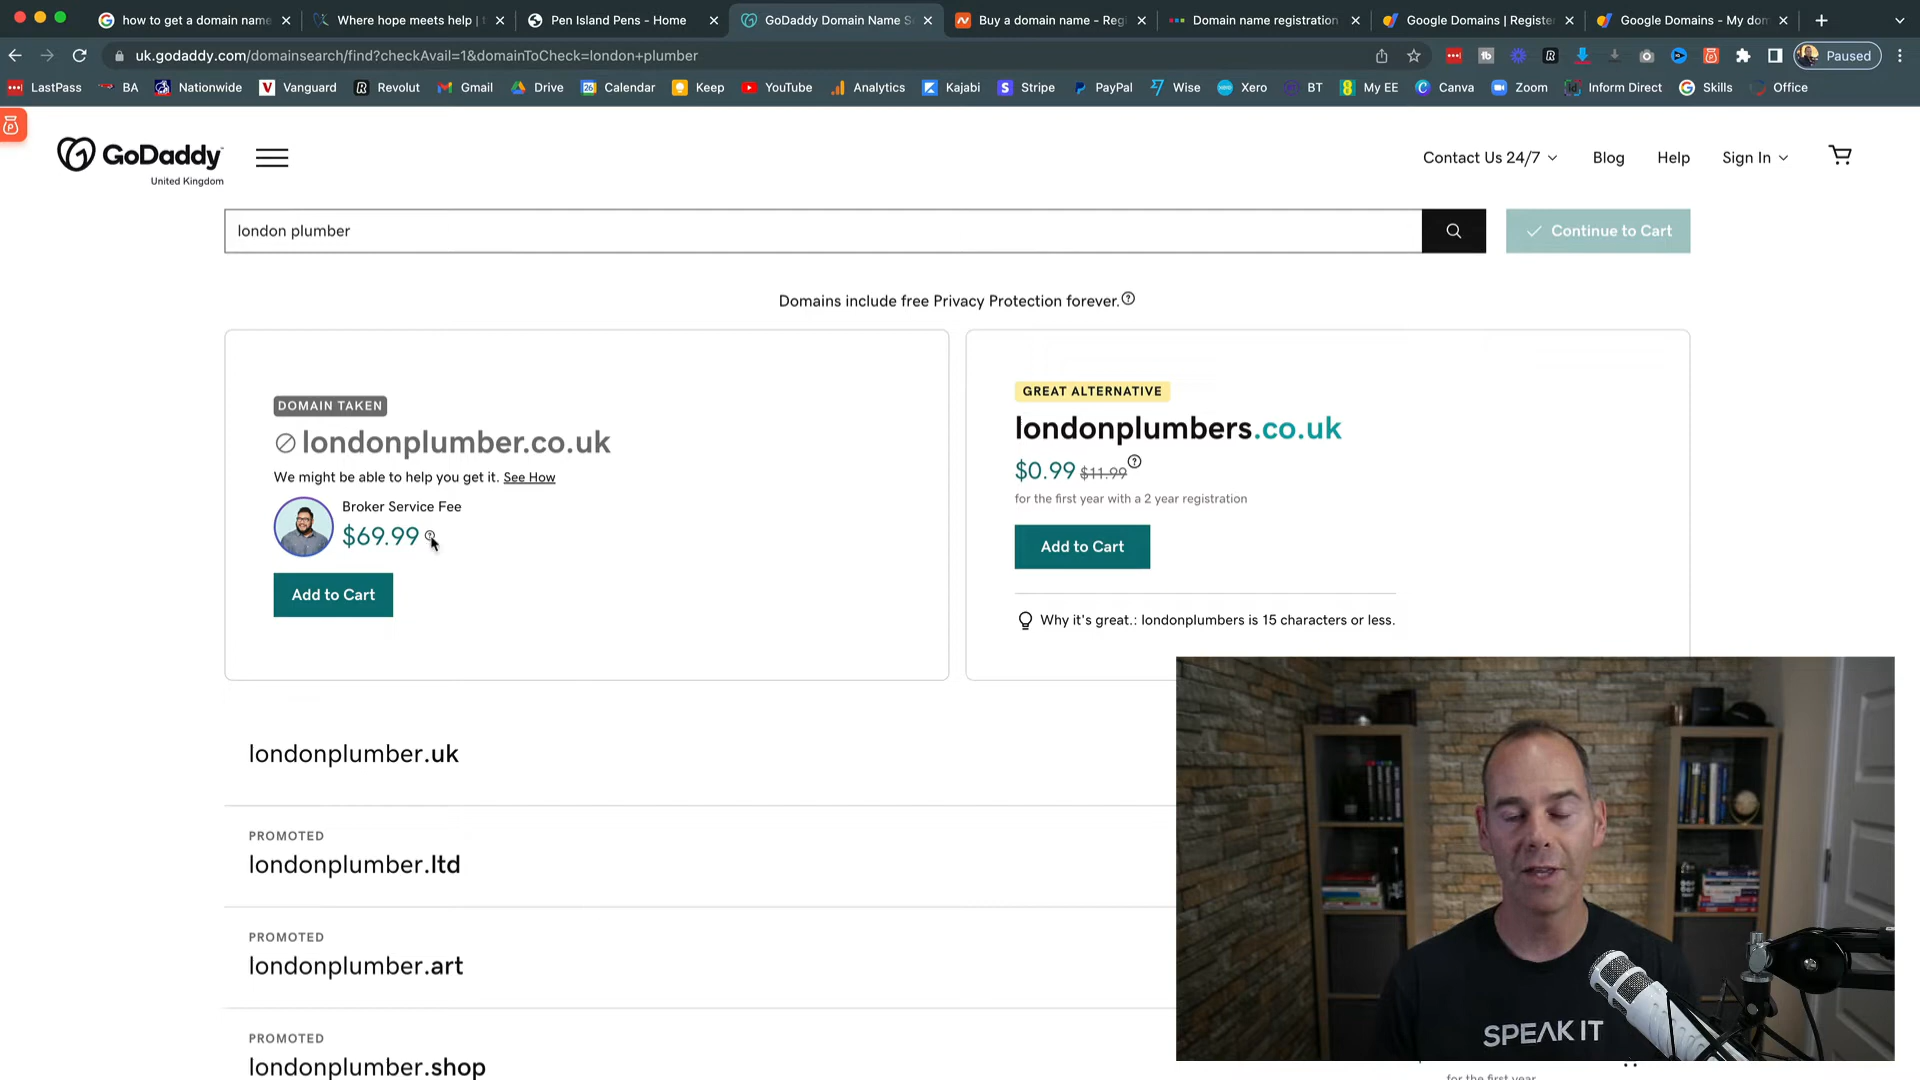 how to get a domain name
Where hope meets help |
Pen Island Pens - Home
GoDaddy Domain Name S
Buy a domain name - Reg
Domain name registration
Google Domains | Registe
Google Domains - My dom
uk.godaddy.com/domainsearch/find?checkAvail=1&domainToCheck=london+plumber
Paused
LastPass
BA
Nationwide
Vanguard
Revolut
Gmail
Drive
Calendar
Keep
YouTube
Analytics
Kajabi
Stripe
PayPal
Wise
Xero
BT
My EE
Canva
Zoom
Inform Direct
Skills
Office
GoDaddy
United Kingdom
Contact Us 24/7
Blog
Help
Sign In
london plumber
Continue to Cart
Domains include free Privacy Protection forever.
DOMAIN TAKEN
londonplumber.co.uk
We might be able to help you get it. See How
Broker Service Fee
$69.99
Add to Cart
GREAT ALTERNATIVE
londonplumbers.co.uk
$0.99 $11.99
for the first year with a 2 year registration
Add to Cart
Why it's great.: londonplumbers is 15 characters or less.
londonplumber.uk
PROMOTED
londonplumber.ltd
PROMOTED
londonplumber.art
PROMOTED
londonplumber.shop
SPEAK IT
for the first year